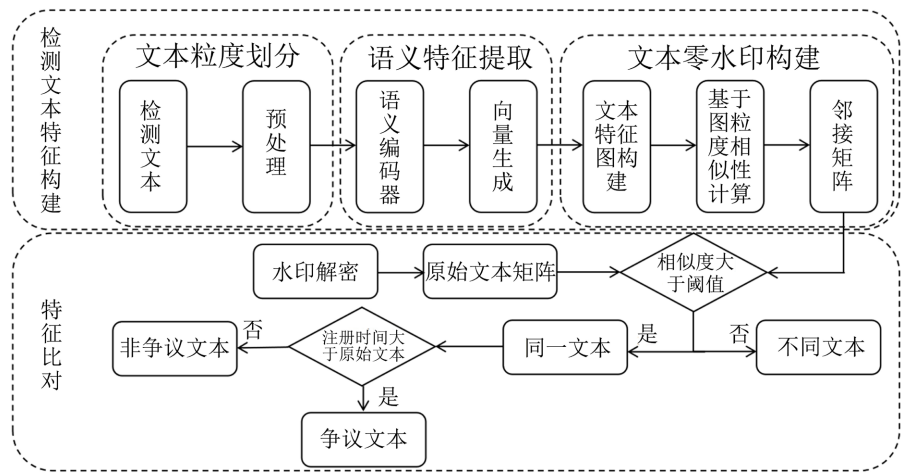 检测文本特征构建
文本粒度划分
语义特征提取
文本零水印构建
检测文本
预处理
语义编码器
向量生成
文本
特征
图构
建
基于
图粒
度相
似性
计算
邻接矩阵
特征比对
水印解密
原始文本矩阵
相似度大
于阈值
非争议文本
否
注册时间大
于原始文本
同一文本
是
否
不同文本
是
争议文本